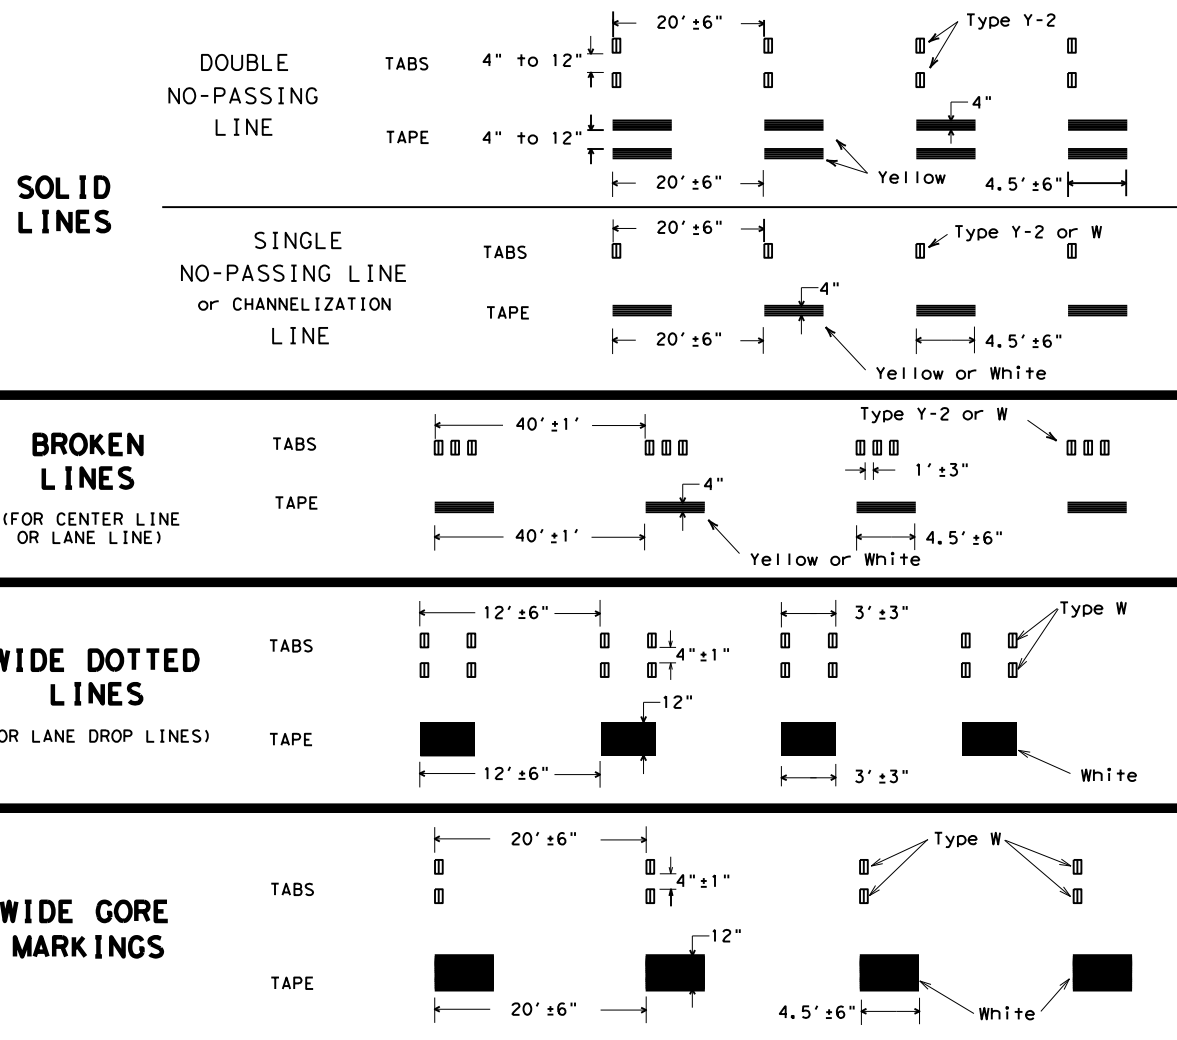 SOLID
LINES
DOUBLE
NO-PASSING
LINE
TABS
4" to 12"
20'±6"
Type Y-2
TAPE
4" to 12"
4"
Yellow
20'±6"
4.5'±6"
SINGLE
NO-PASSING LINE
or CHANNELIZATION
LINE
TABS
20'±6"
Type Y-2 or W
TAPE
4"
20'±6"
4.5'±6"
Yellow or White
BROKEN
LINES
(FOR CENTER LINE
OR LANE LINE)
TABS
40'±1'
Type Y-2 or W
1'±3"
TAPE
4"
40'±1'
4.5'±6"
Yellow or White
WIDE DOTTED
LINES
OR LANE DROP LINES)
TABS
12'±6"
3'±3"
Type W
4"±1"
TAPE
12"
12'±6"
3'±3"
White
WIDE GORE
MARKINGS
TABS
20'±6"
Type W
4"±1"
TAPE
12"
20'±6"
4.5'±6"
White